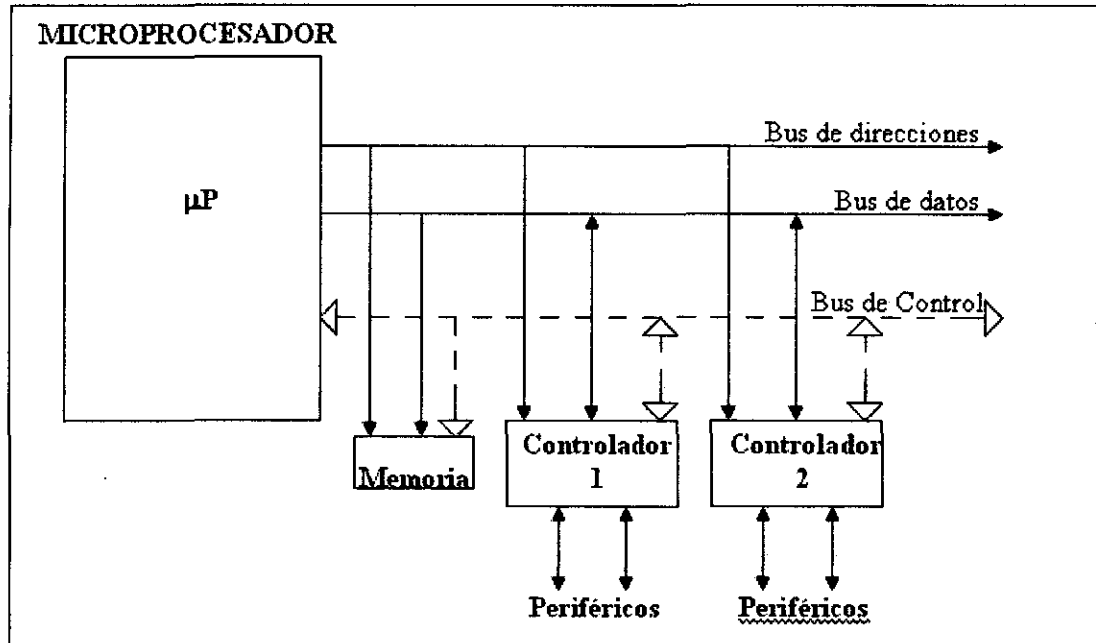 MICROPROCESADOR
µP
Bus de direcciones
Bus de datos
Bus de Control
Memoria
Controlador
1
Controlador
2
Periféricos
Periféricos